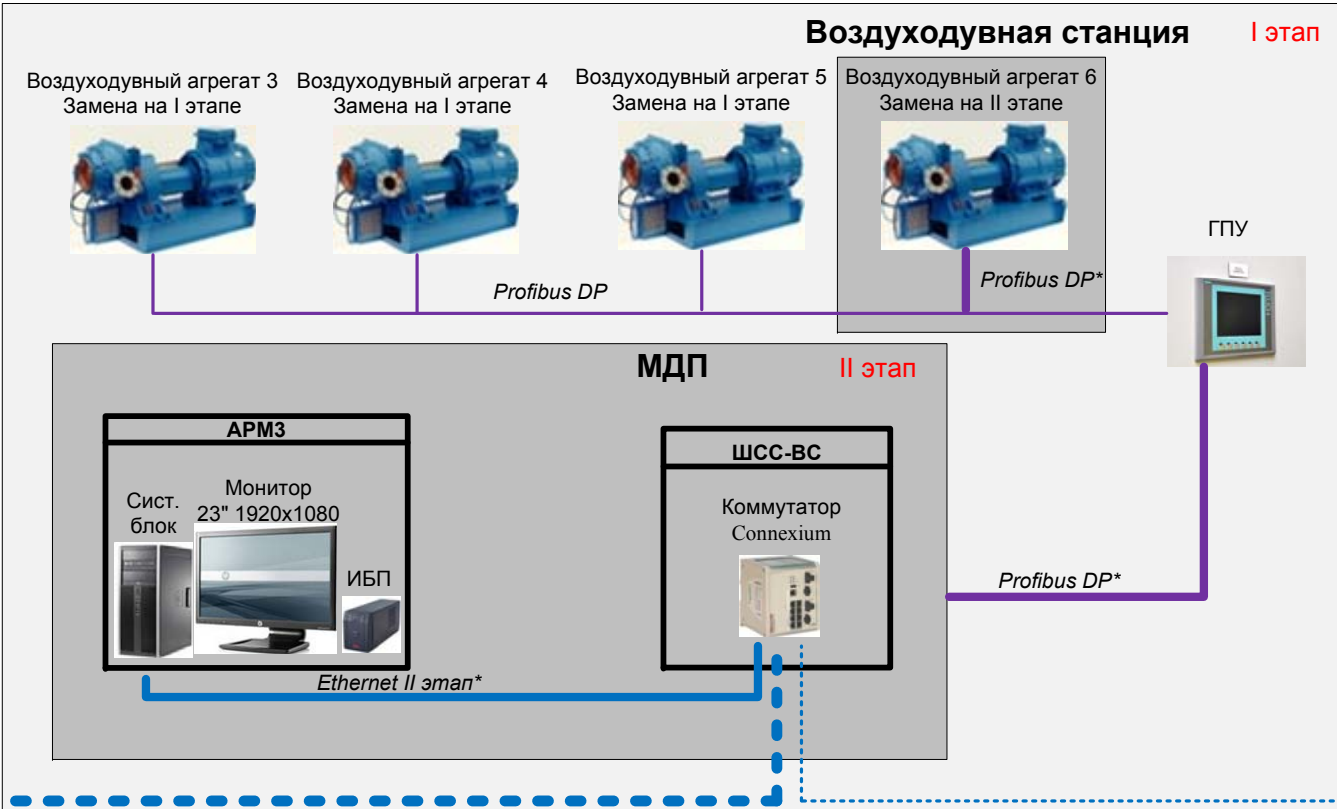 Воздуходувная станция
I этап
Воздуходувный агрегат 3
Замена на I этапе
Воздуходувный агрегат 4
Замена на I этапе
Воздуходувный агрегат 5
Замена на I этапе
Воздуходувный агрегат 6
Замена на II этапе
ГПУ
Profibus DP
Profibus DP*
МДП
II этап
АРМ3
Сист.
блок
Монитор
23" 1920x1080
ИБП
ШСС-ВС
Коммутатор
Connexium
Profibus DP*
Ethernet II этап*